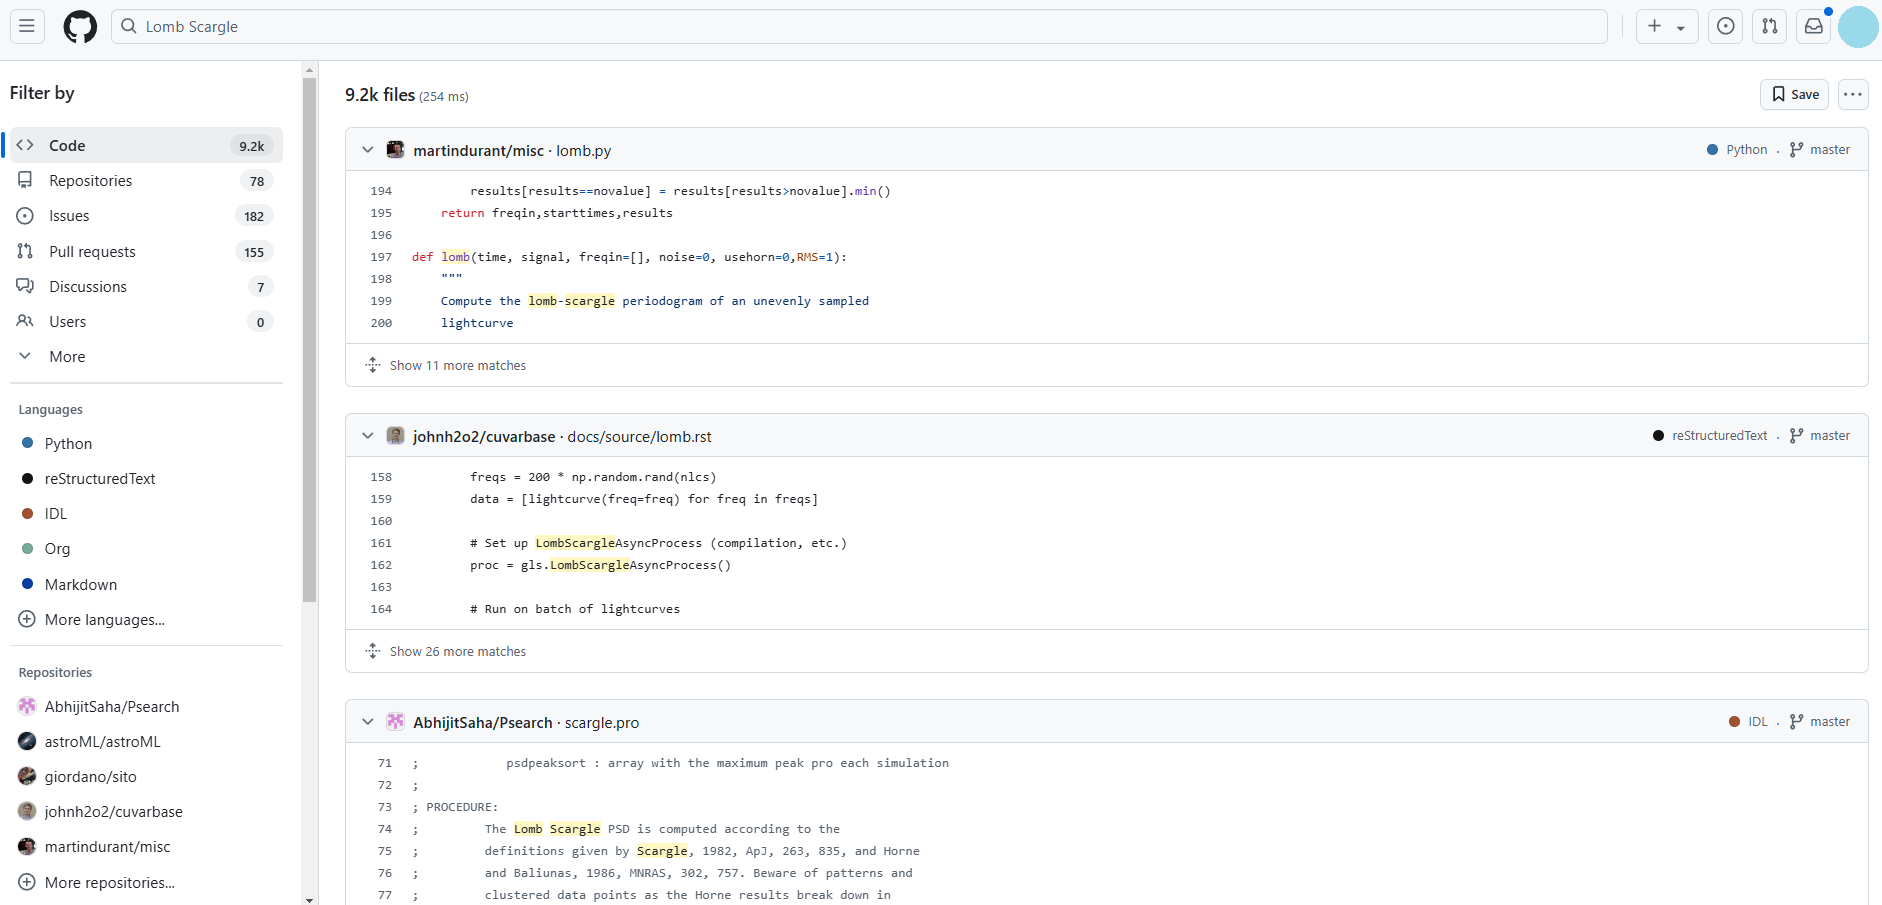 Lomb Scargle
Filter by
Code 9.2k
Repositories 78
Issues 182
Pull requests 155
Discussions 7
Users 0
More
Languages
Python
reStructuredText
IDL
Org
Markdown
More languages...
Repositories
AbhijitSaha/Psearch
astroML/astroML
giordano/sito
johnh2o2/cuvarbase
martindurant/misc
More repositories...
9.2k files (254 ms)
Save
martindurant/misc · lomb.py
Python · master
194 results[results==novalue] = results[results>novalue].min()
195 return freqin,starttimes,results
196
197 def lomb(time, signal, freqin=[], noise=0, usehorn=0,RMS=1):
198 """
199 Compute the lomb-scargle periodogram of an unevenly sampled
200 lightcurve
Show 11 more matches
johnh2o2/cuvarbase · docs/source/lomb.rst
reStructuredText · master
158 freqs = 200 * np.random.rand(nlcs)
159 data = [lightcurve(freq=freq) for freq in freqs]
160
161 # Set up LombScargleAsyncProcess (compilation, etc.)
162 proc = gls.LombScargleAsyncProcess()
163
164 # Run on batch of lightcurves
Show 26 more matches
AbhijitSaha/Psearch · scargle.pro
IDL · master
71 ; psdpeaksort : array with the maximum peak pro each simulation
72 ;
73 ; PROCEDURE:
74 ; The Lomb Scargle PSD is computed according to the
75 ; definitions given by Scargle, 1982, ApJ, 263, 835, and Horne
76 ; and Baliunas, 1986, MNRAS, 302, 757. Beware of patterns and
77 ; clustered data points as the Horne results break down in